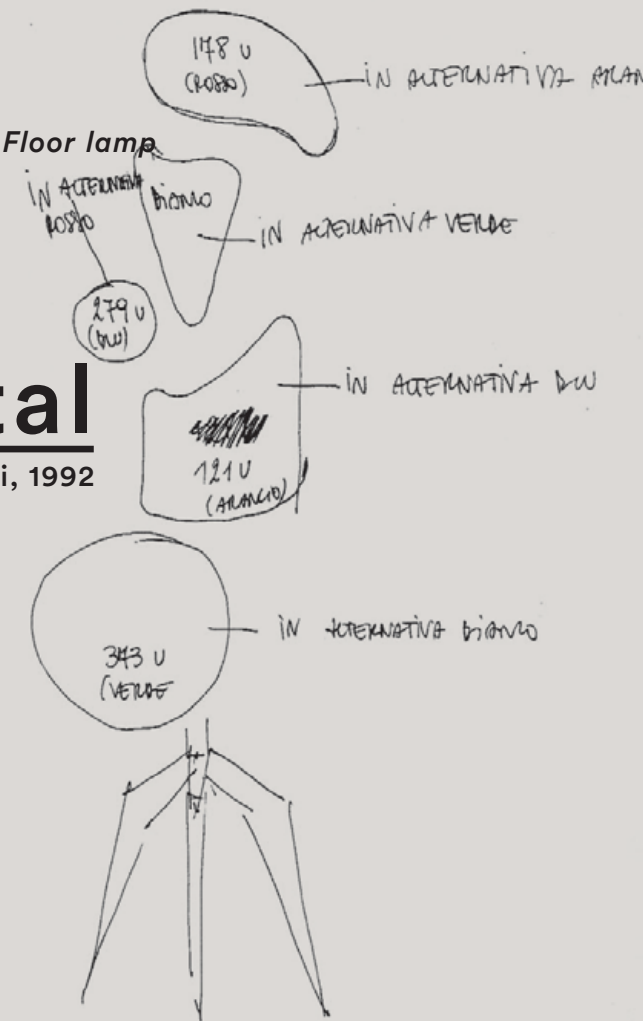 178 U
(ROSSO)
IN ALTERNATIVA ARAN
Floor lamp
IN ALTERNATIVA
ROSSO
BIANCO
IN ALTERNATIVA VERDE
279 U
(BLU)
tal
IN ALTERNATIVA BLU
i, 1992
121 U
(ARANCIO)
IN ALTERNATIVA BIANCO
343 U
(VERDE